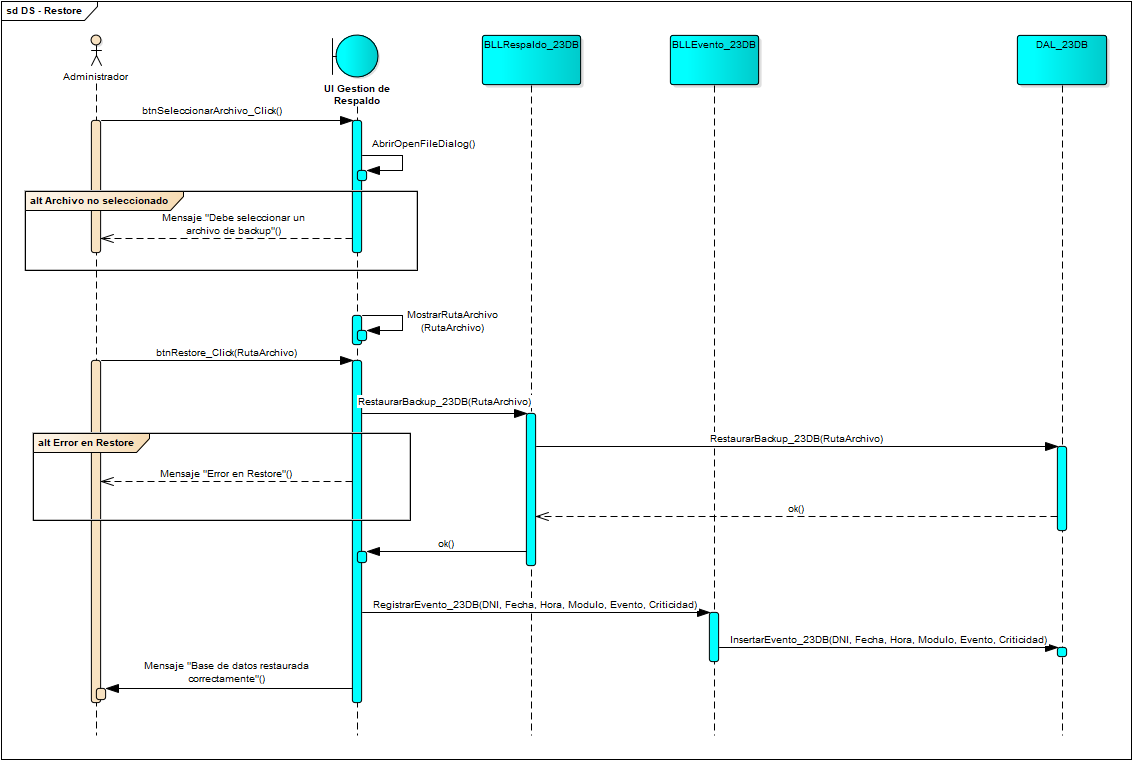 sd DS - Restore
Administrador
UI Gestion de
Respaldo
BLLRespaldo_23DB
BLLEvento_23DB
DAL_23DB
btnSeleccionarArchivo_Click()
AbrirOpenFileDialog()
alt Archivo no seleccionado
Mensaje "Debe seleccionar un
archivo de backup"()
MostrarRutaArchivo
(RutaArchivo)
btnRestore_Click(RutaArchivo)
RestaurarBackup_23DB(RutaArchivo)
alt Error en Restore
RestaurarBackup_23DB(RutaArchivo)
Mensaje "Error en Restore"()
ok()
ok()
RegistrarEvento_23DB(DNI, Fecha, Hora, Modulo, Evento, Criticidad)
InsertarEvento_23DB(DNI, Fecha, Hora, Modulo, Evento, Criticidad)
Mensaje "Base de datos restaurada
correctamente"()